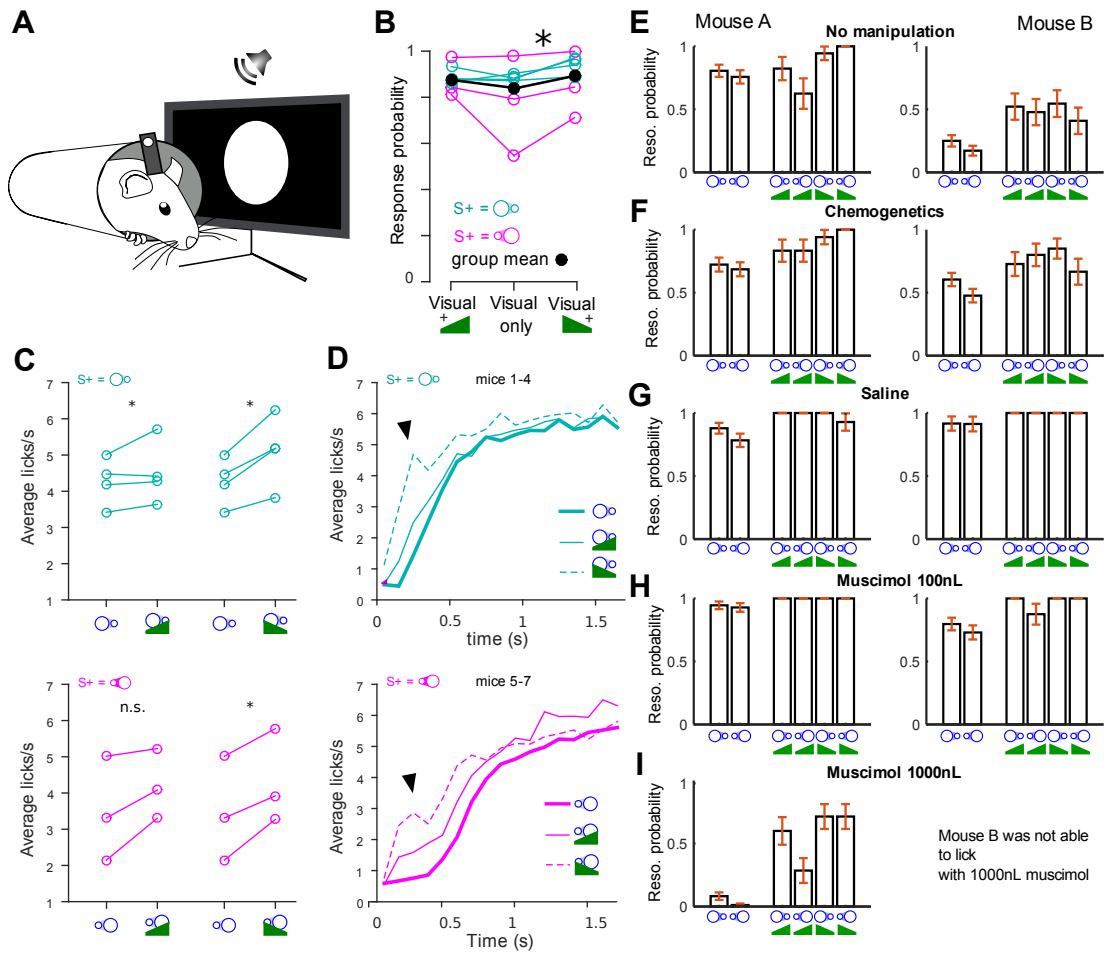 A
B
Response probability
1
0
*
S+ =
S+ =
group mean
Visual
+
Visual
only
Visual
+
C
S+ =
Average licks/s
7
6
5
4
3
2
1
*
*
S+ =
n.s.
*
Average licks/s
7
6
5
4
3
2
1
D
S+ =
mice 1-4
7
6
5
4
3
2
1
0
Average licks/s
0
0.5
1
1.5
time (s)
S+ =
mice 5-7
7
6
5
4
3
2
1
0
Average licks/s
0
0.5
1
1.5
Time (s)
Mouse A
Mouse B
E
No manipulation
Reso. probability
1
0.5
0
1
0.5
0
F
Chemogenetics
Reso. probability
1
0.5
0
1
0.5
0
G
Saline
Reso. probability
1
0.5
0
1
0.5
0
H
Muscimol 100nL
Reso. probability
1
0.5
0
1
0.5
0
I
Muscimol 1000nL
Reso. probability
1
0.5
0
Mouse B was not able
to lick
with 1000nL muscimol